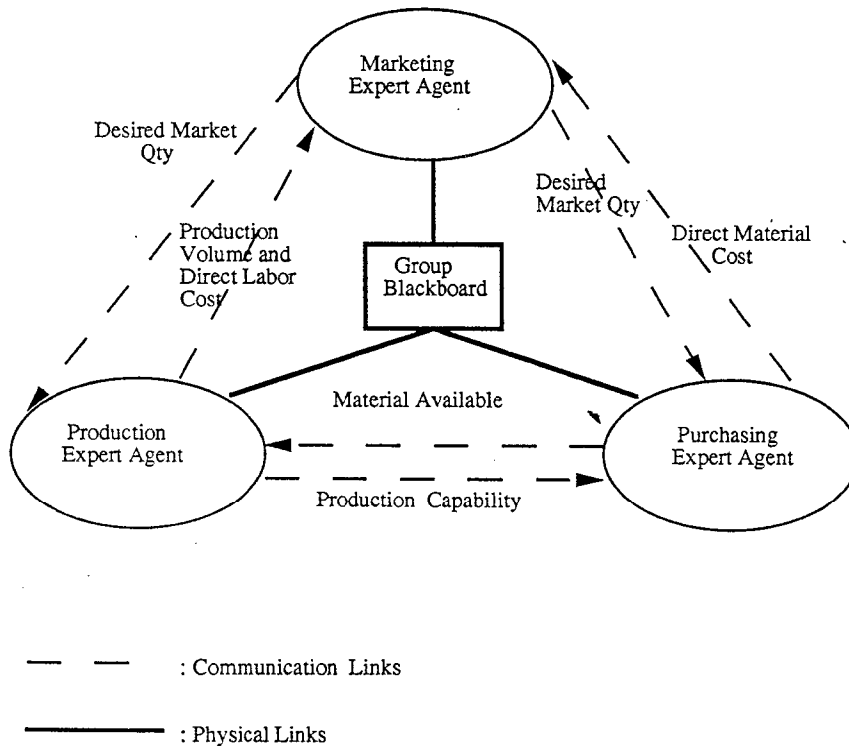 Marketing
Expert Agent
Desired Market
Qty
Desired
Market Qty
Production
Volume and
Direct Labor
Cost
Direct Material
Cost
Group
Blackboard
Material Available
Production
Expert Agent
Purchasing
Expert Agent
Production Capability
: Communication Links
: Physical Links